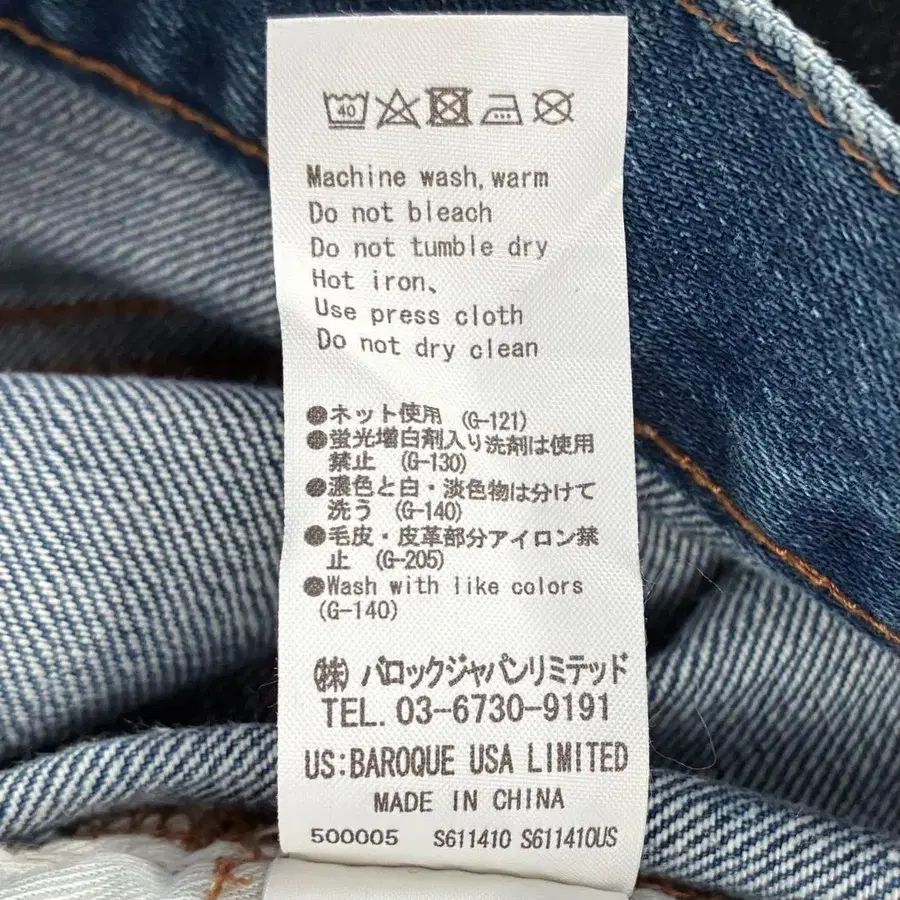 40
Machine wash,warm
Do not bleach
Do not tumble dry
Hot iron、
Use press cloth
Do not dry clean
●ネット使用 (G-121)
●蛍光増白剤入り洗剤は使用
禁止 (G-130)
●濃色と白・淡色物は分けて
洗う (G-140)
●毛皮・皮革部分アイロン禁
止 (G-205)
●Wash with like colors
(G-140)
㈱ バロックジャパンリミテッド
TEL. 03-6730-9191
US:BAROQUE USA LIMITED
MADE IN CHINA
500005 S611410 S611410US